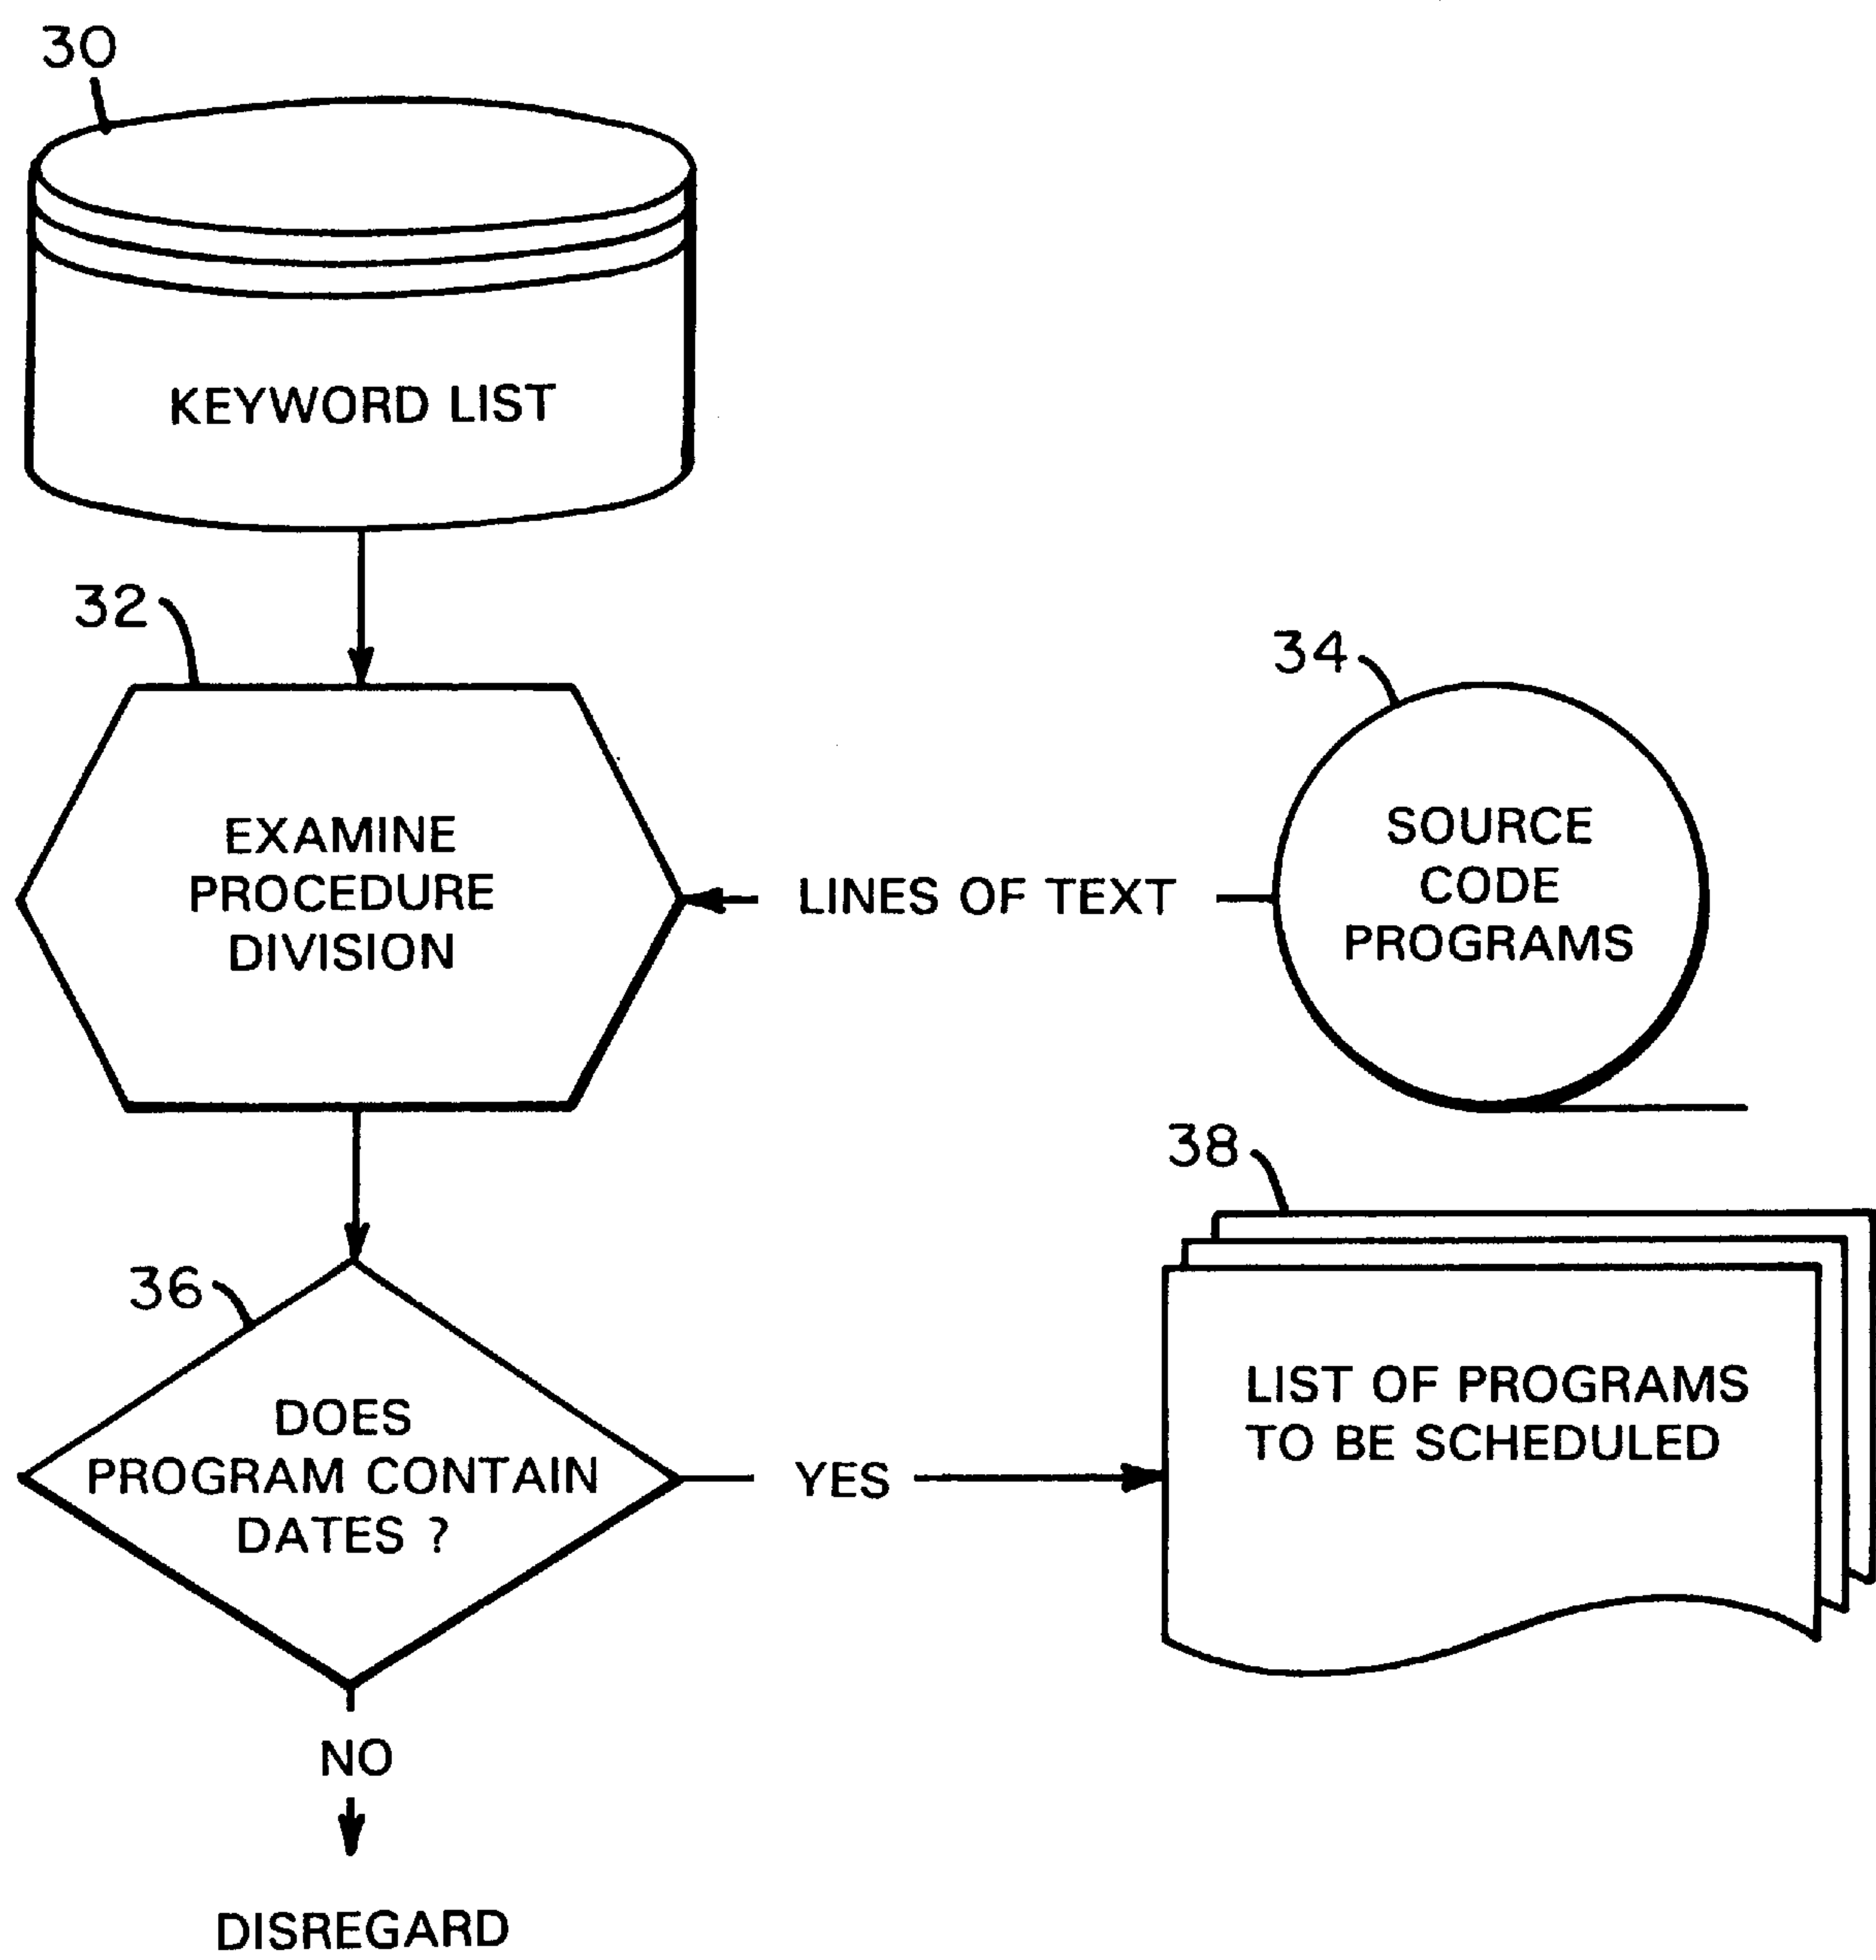 30
KEYWORD LIST
32
EXAMINE
PROCEDURE
DIVISION
LINES OF TEXT
34
SOURCE
CODE
PROGRAMS
36
DOES
PROGRAM CONTAIN
DATES ?
YES
38
LIST OF PROGRAMS
TO BE SCHEDULED
NO
DISREGARD